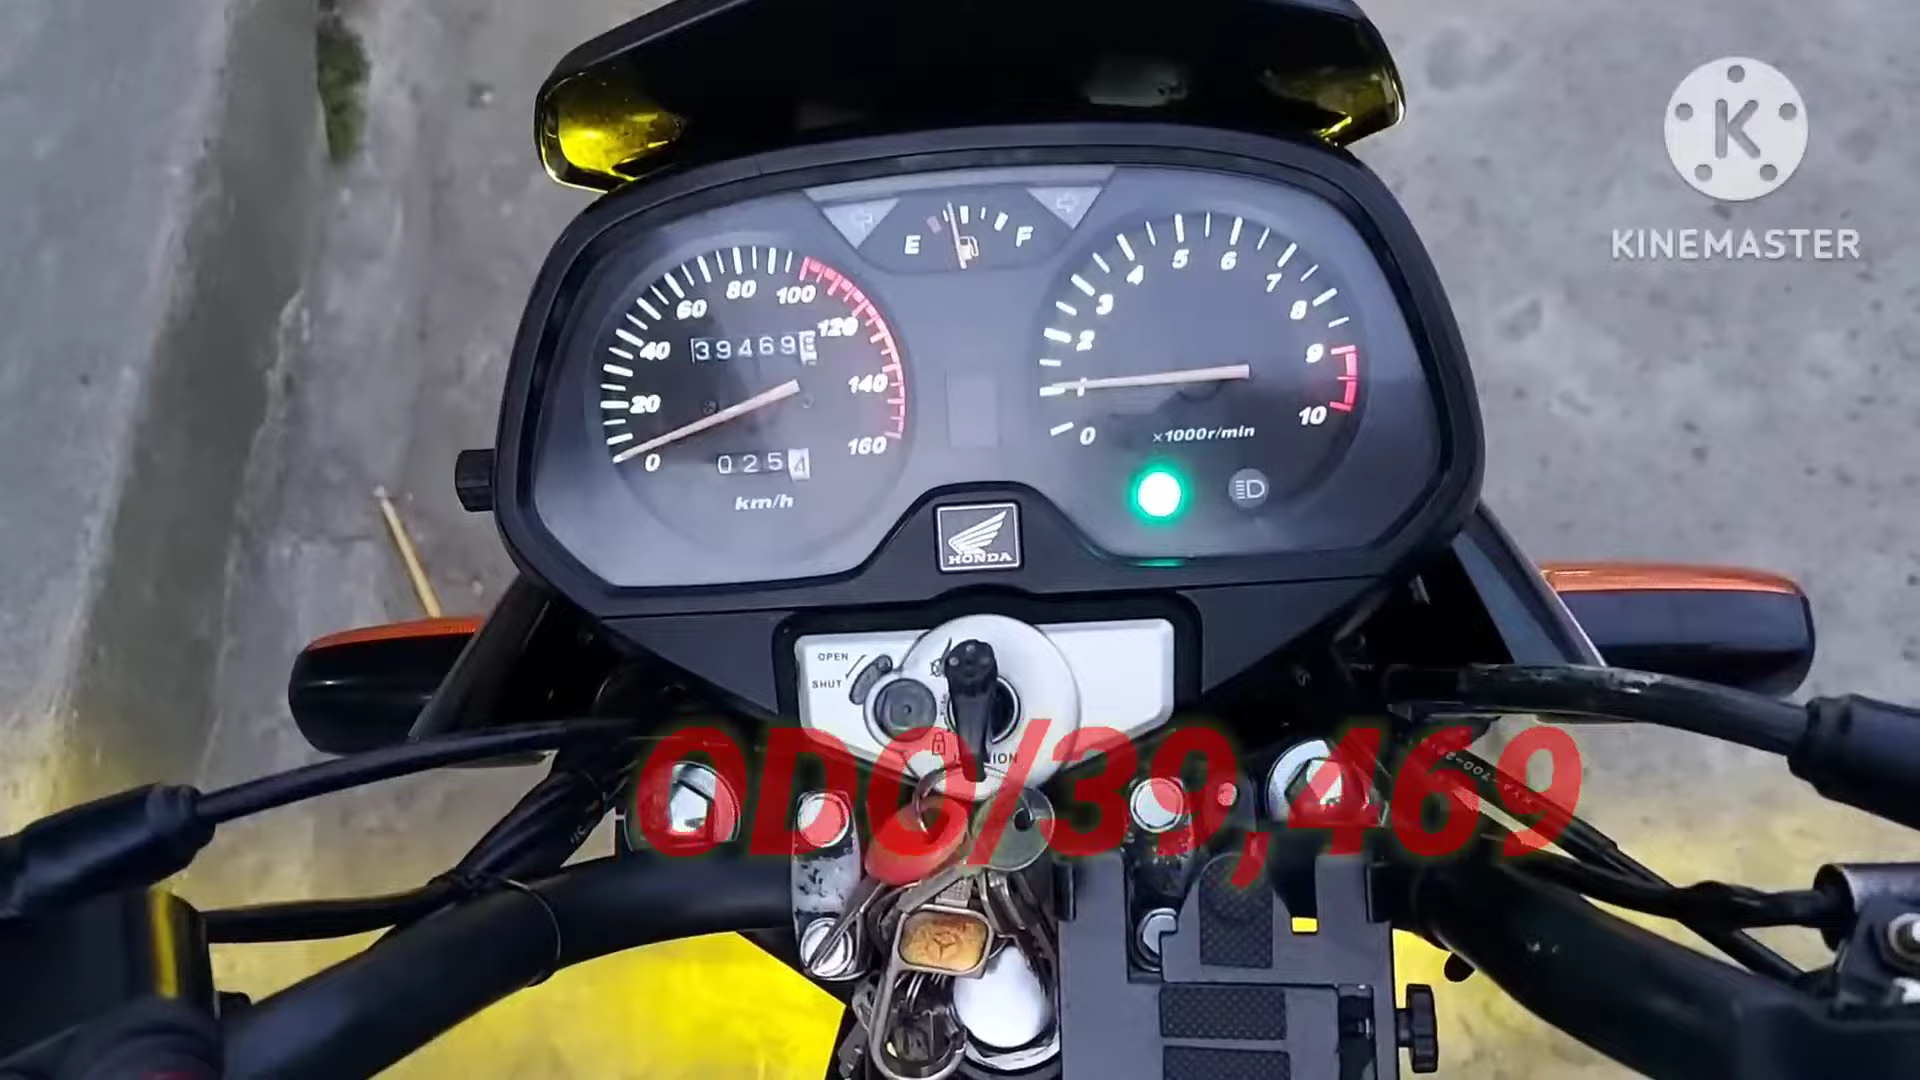 KINEMASTER
E F
0 20 40 60 80 100 120 140 160
39469
0254
km/h
0 1 2 3 4 5 6 7 8 9 10
×1000r/min
HONDA
OPEN
SHUT
ODO/39,469